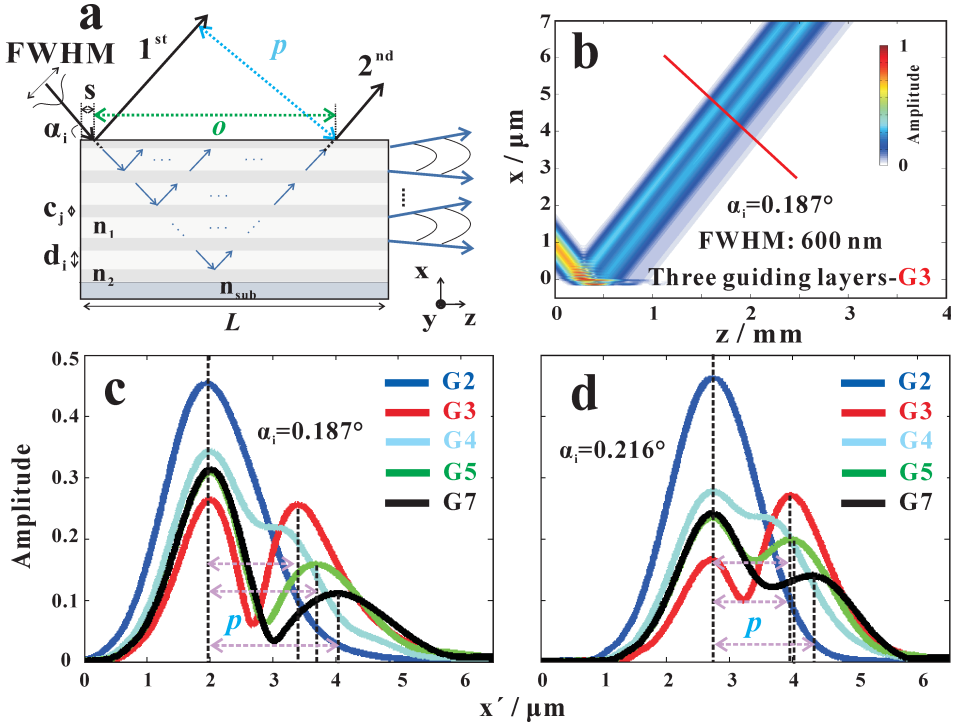 a
FWHM
1st
p
2nd
s
o
αi
cj
n1
di
n2
nsub
L
x
y
z
b
x / μm
7
6
5
4
3
2
1
0
1
Amplitude
0
αi=0.187°
FWHM: 600 nm
Three guiding layers-G3
0
1
2
3
4
z / mm
c
Amplitude
0.5
0.4
0.3
0.2
0.1
0
αi=0.187°
G2
G3
G4
G5
G7
p
0
1
2
3
4
5
6
d
αi=0.216°
G2
G3
G4
G5
G7
p
0
1
2
3
4
5
6
x´ / μm